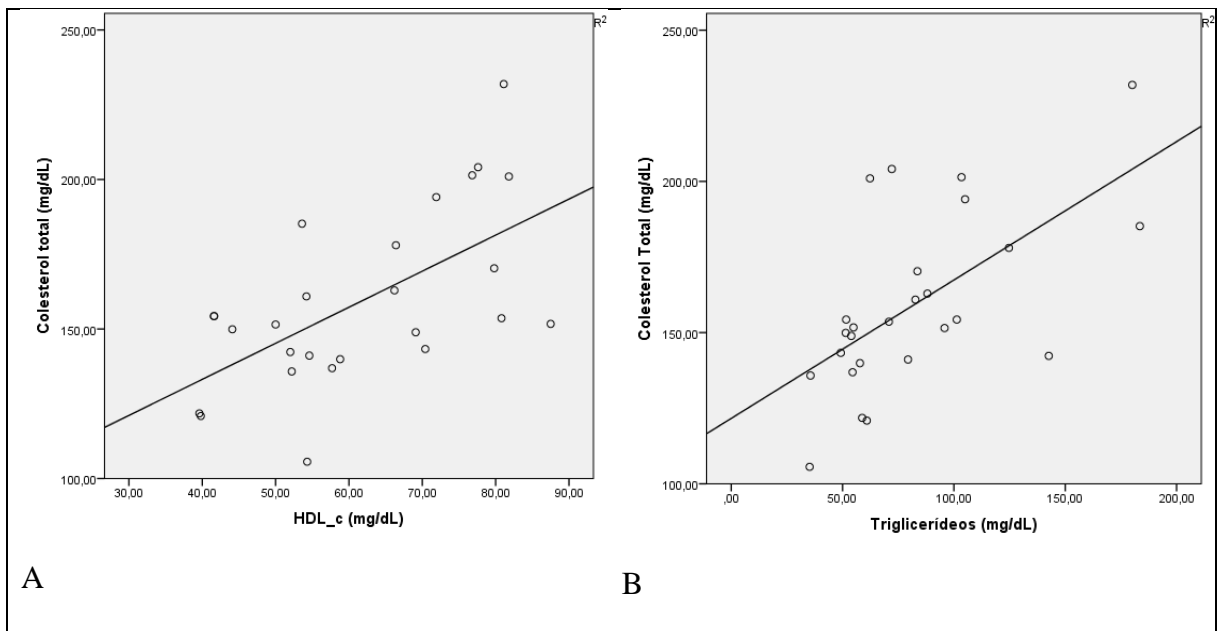 R²
250,00
200,00
150,00
100,00
Colesterol total (mg/dL)
30,00 40,00 50,00 60,00 70,00 80,00 90,00
HDL_c (mg/dL)
A
R²
250,00
200,00
150,00
100,00
Colesterol Total (mg/dL)
,00 50,00 100,00 150,00 200,00
Triglicerídeos (mg/dL)
B